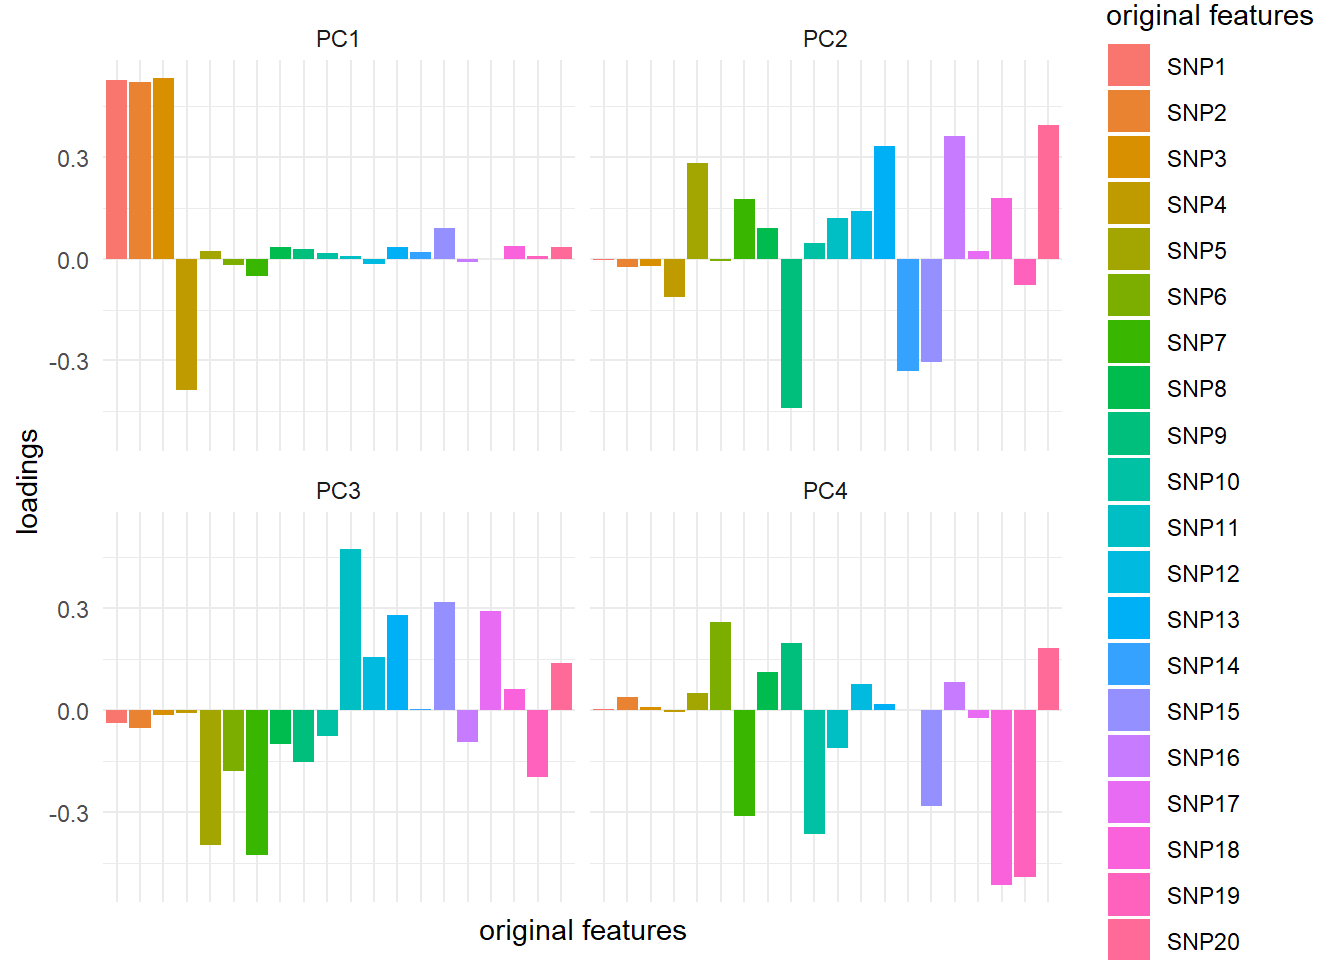 original features
PC1
PC2
0.3
0.0
-0.3
loadings
PC3
PC4
0.3
0.0
-0.3
original features
SNP1
SNP2
SNP3
SNP4
SNP5
SNP6
SNP7
SNP8
SNP9
SNP10
SNP11
SNP12
SNP13
SNP14
SNP15
SNP16
SNP17
SNP18
SNP19
SNP20